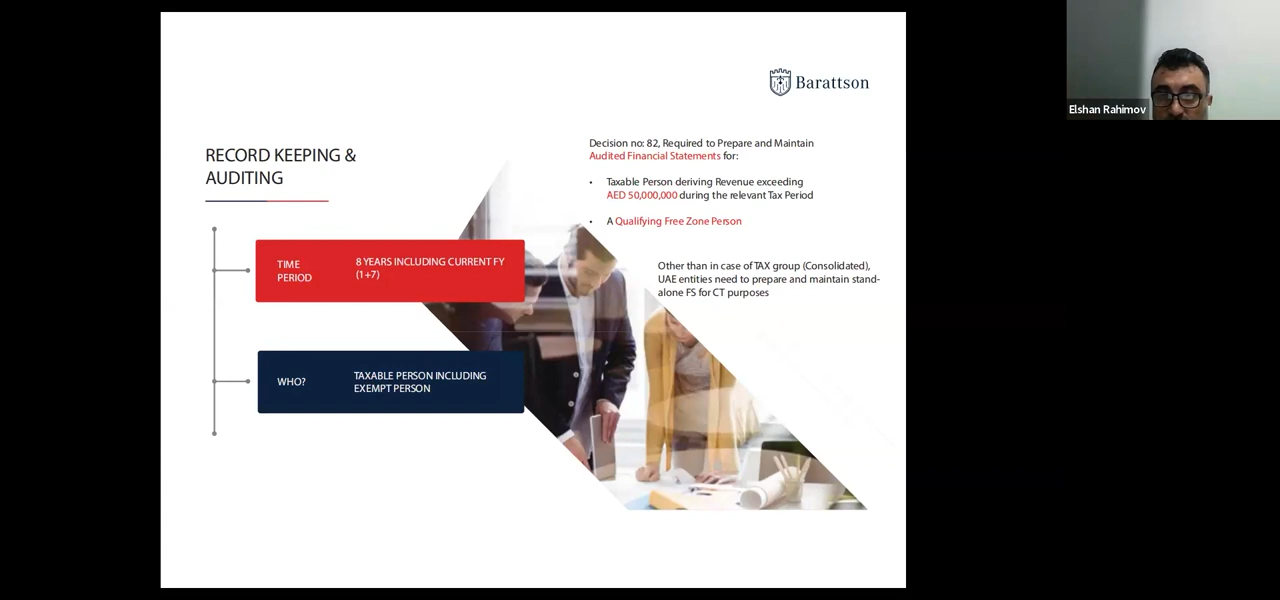 Barattson
RECORD KEEPING &
AUDITING
TIME
PERIOD
8 YEARS INCLUDING CURRENT FY
(1+7)
WHO?
TAXABLE PERSON INCLUDING
EXEMPT PERSON
Decision no: 82, Required to Prepare and Maintain
Audited Financial Statements for:
• Taxable Person deriving Revenue exceeding
AED 50,000,000 during the relevant Tax Period
• A Qualifying Free Zone Person
Other than in case of TAX group (Consolidated),
UAE entities need to prepare and maintain stand-
alone FS for CT purposes
Elshan Rahimov